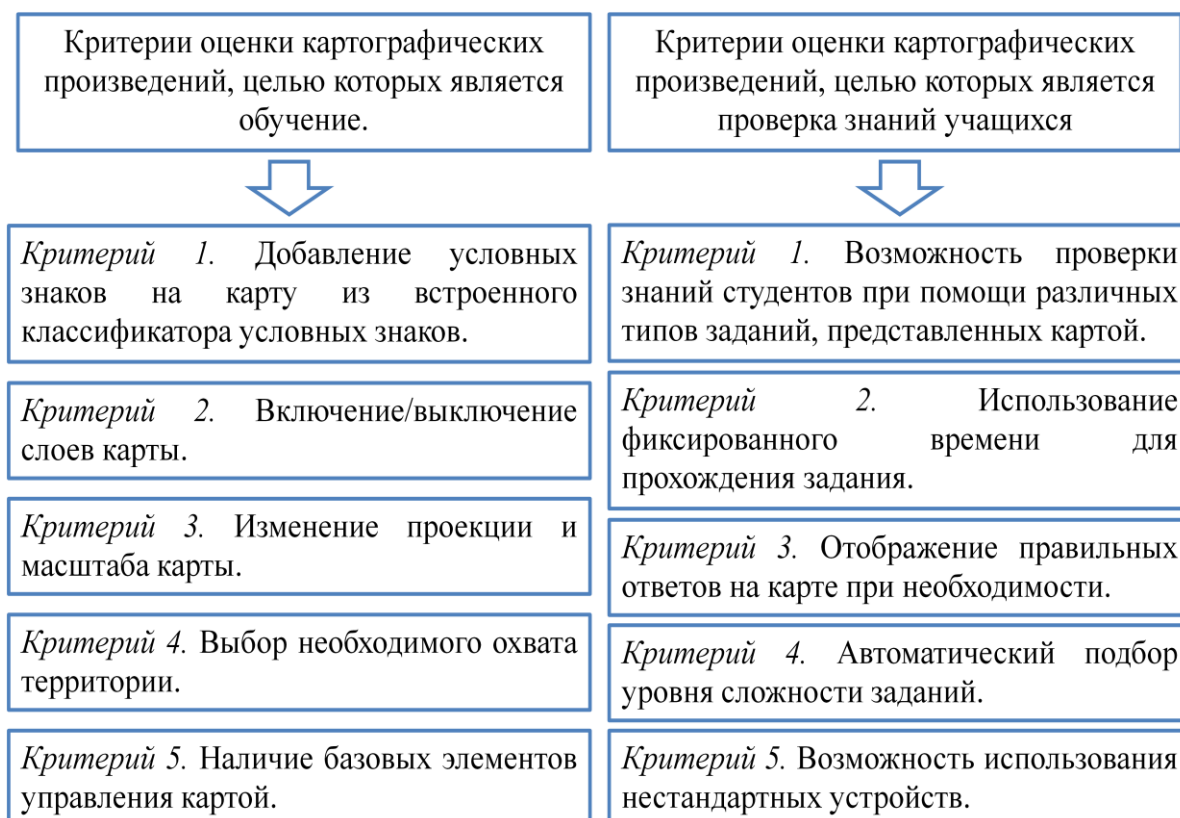 Критерии оценки картографических
произведений, целью которых является
обучение.
Критерий 1. Добавление условных
знаков на карту из встроенного
классификатора условных знаков.
Критерий 2. Включение/выключение
слоев карты.
Критерий 3. Изменение проекции и
масштаба карты.
Критерий 4. Выбор необходимого охвата
территории.
Критерий 5. Наличие базовых элементов
управления картой.
Критерии оценки картографических
произведений, целью которых является
проверка знаний учащихся
Критерий 1. Возможность проверки
знаний студентов при помощи различных
типов заданий, представленных картой.
Критерий 2. Использование
фиксированного времени для
прохождения задания.
Критерий 3. Отображение правильных
ответов на карте при необходимости.
Критерий 4. Автоматический подбор
уровня сложности заданий.
Критерий 5. Возможность использования
нестандартных устройств.